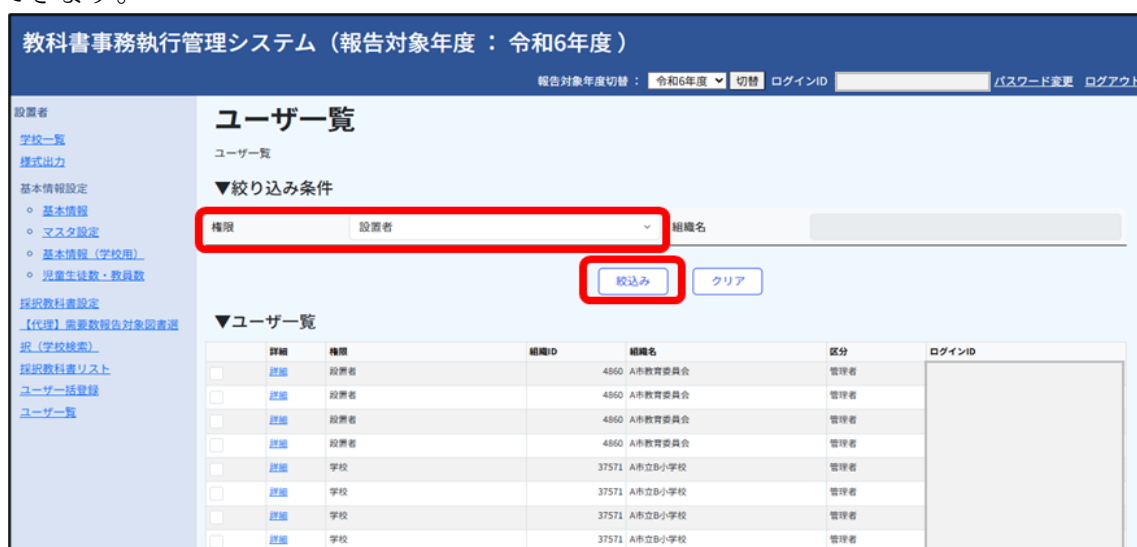 できます。
教科書事務執行管理システム（報告対象年度 ： 令和6年度 ）
報告対象年度切替 ： 令和6年度 切替 ログインID パスワード変更 ログアウト
設置者
学校一覧
様式出力
基本情報設定
基本情報
マスタ設定
基本情報（学校用）
児童生徒数・教員数
採択教科書設定
【代理】需要数報告対象図書選
択（学校検索）
採択教科書リスト
ユーザ一括登録
ユーザ一覧
ユーザ一覧
ユーザ一覧
▼絞り込み条件
権限 設置者 組織名
絞込み クリア
▼ユーザ一覧
詳細 権限 組織ID 組織名 区分 ログインID
詳細 設置者 4860 A市教育委員会 管理者
詳細 設置者 4860 A市教育委員会 管理者
詳細 設置者 4860 A市教育委員会 管理者
詳細 設置者 4860 A市教育委員会 管理者
詳細 学校 37571 A市立B小学校 管理者
詳細 学校 37571 A市立B小学校 管理者
詳細 学校 37571 A市立B小学校 管理者
詳細 学校 37571 A市立B小学校 管理者